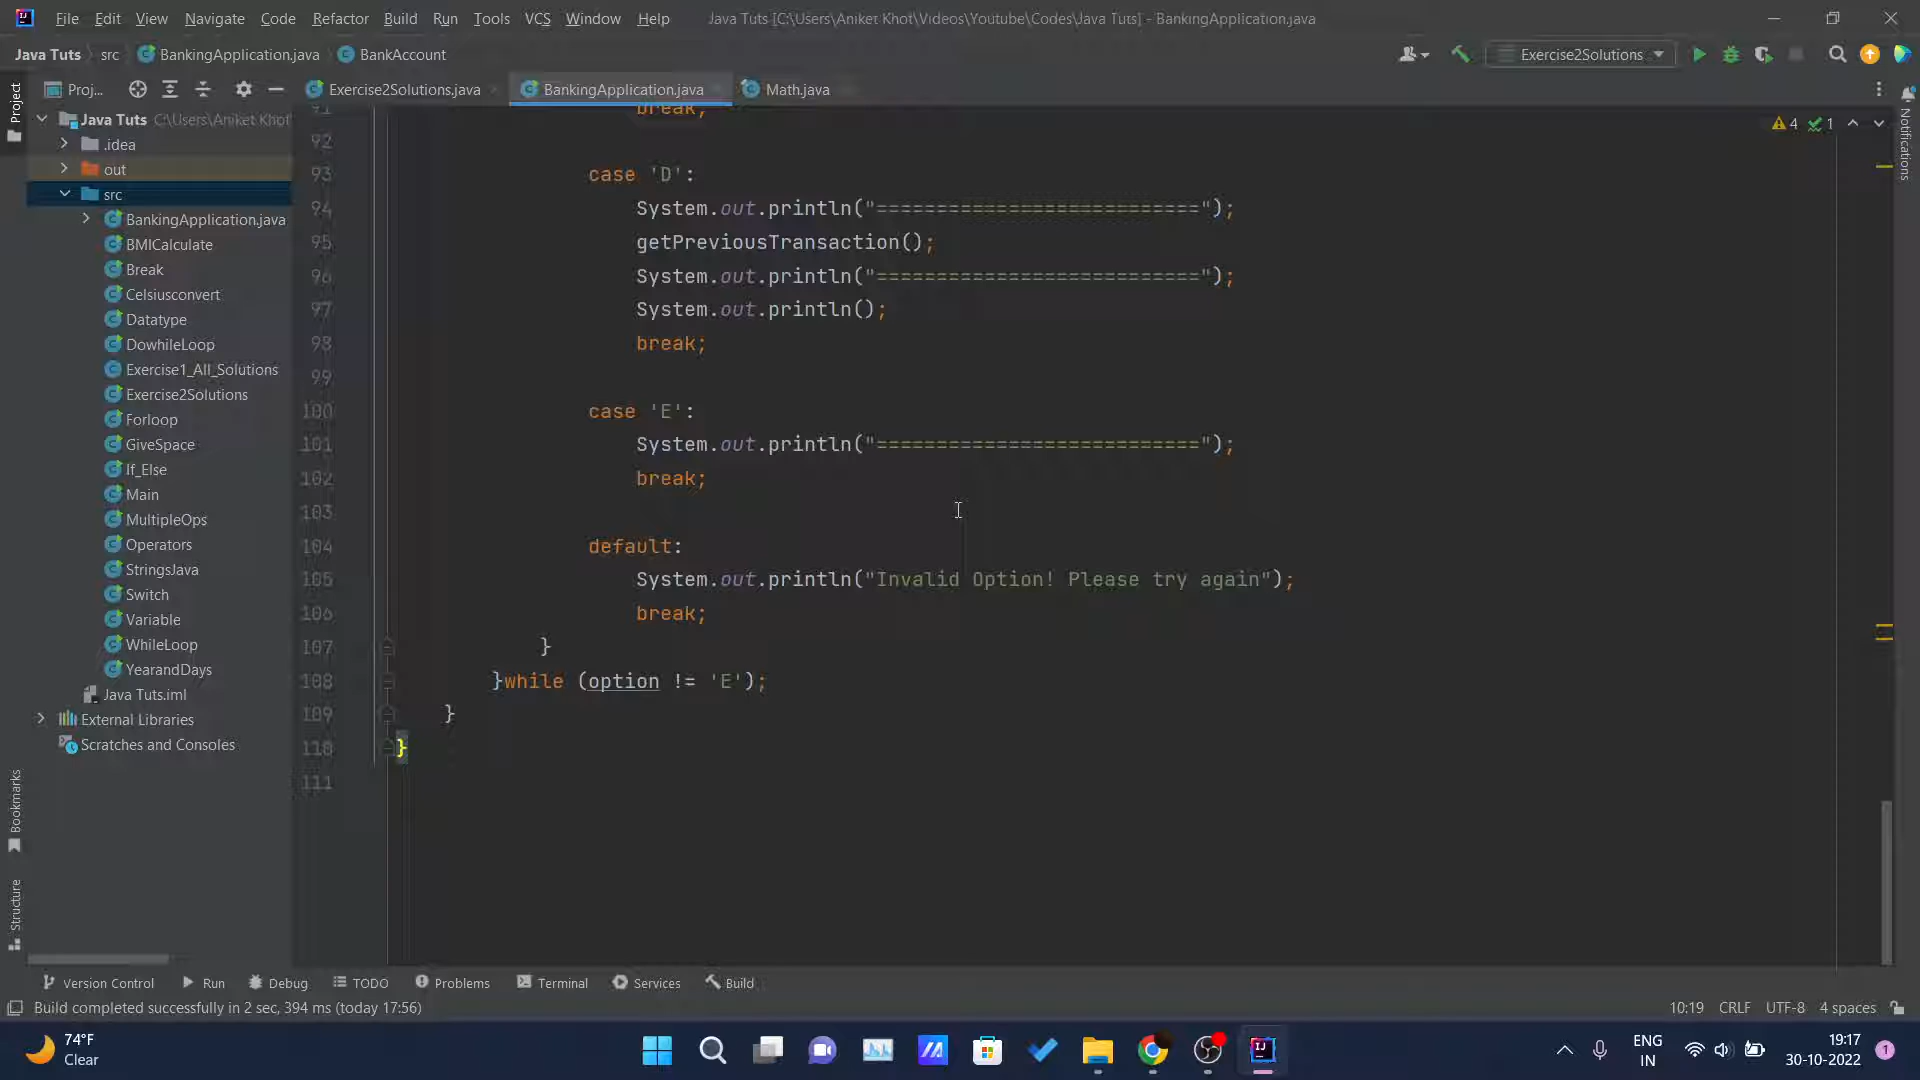 File Edit View Navigate Code Refactor Build Run Tools VCS Window Help Java Tuts [C:\Users\Aniket Khot\Videos\Youtube\Codes\Java Tuts] - BankingApplication.java
Java Tuts src BankingApplication.java BankAccount Exercise2Solutions
Proj... Exercise2Solutions.java BankingApplication.java Math.java
Project
Java Tuts C:\Users\Aniket Khot
.idea
out
src
BankingApplication.java
BMICalculate
Break
Celsiusconvert
Datatype
DowhileLoop
Exercise1_All_Solutions
Exercise2Solutions
Forloop
GiveSpace
If_Else
Main
MultipleOps
Operators
StringsJava
Switch
Variable
WhileLoop
YearandDays
Java Tuts.iml
External Libraries
Scratches and Consoles
Bookmarks
Structure
4 1
Notifications
91 break;
92
93 case 'D':
94 System.out.println("===========================");
95 getPreviousTransaction();
96 System.out.println("===========================");
97 System.out.println();
98 break;
99
100 case 'E':
101 System.out.println("===========================");
102 break;
103
104 default:
105 System.out.println("Invalid Option! Please try again");
106 break;
107 }
108 }while (option != 'E');
109 }
110 }
111
Version Control Run Debug TODO Problems Terminal Services Build
Build completed successfully in 2 sec, 394 ms (today 17:56) 10:19 CRLF UTF-8 4 spaces
74°F
Clear
ENG
IN
19:17
30-10-2022
1